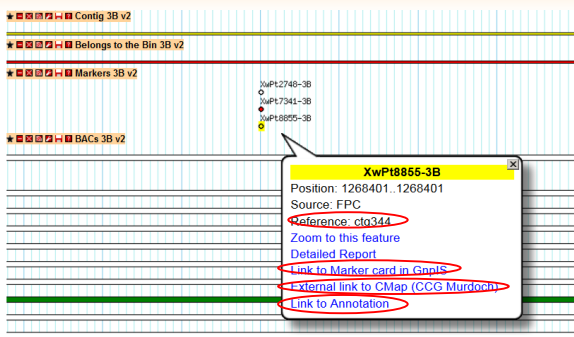 Contig 3B v2
Belongs to the Bin 3B v2
Markers 3B v2
XwPt2748-3B
XwPt7341-3B
XwPt8855-3B
BACs 3B v2
XwPt8855-3B
Position: 1268401..1268401
Source: FPC
Reference: ctg344
Zoom to this feature
Detailed Report
Link to Marker card in GnpIS
External link to CMap (CCG Murdoch)
Link to Annotation